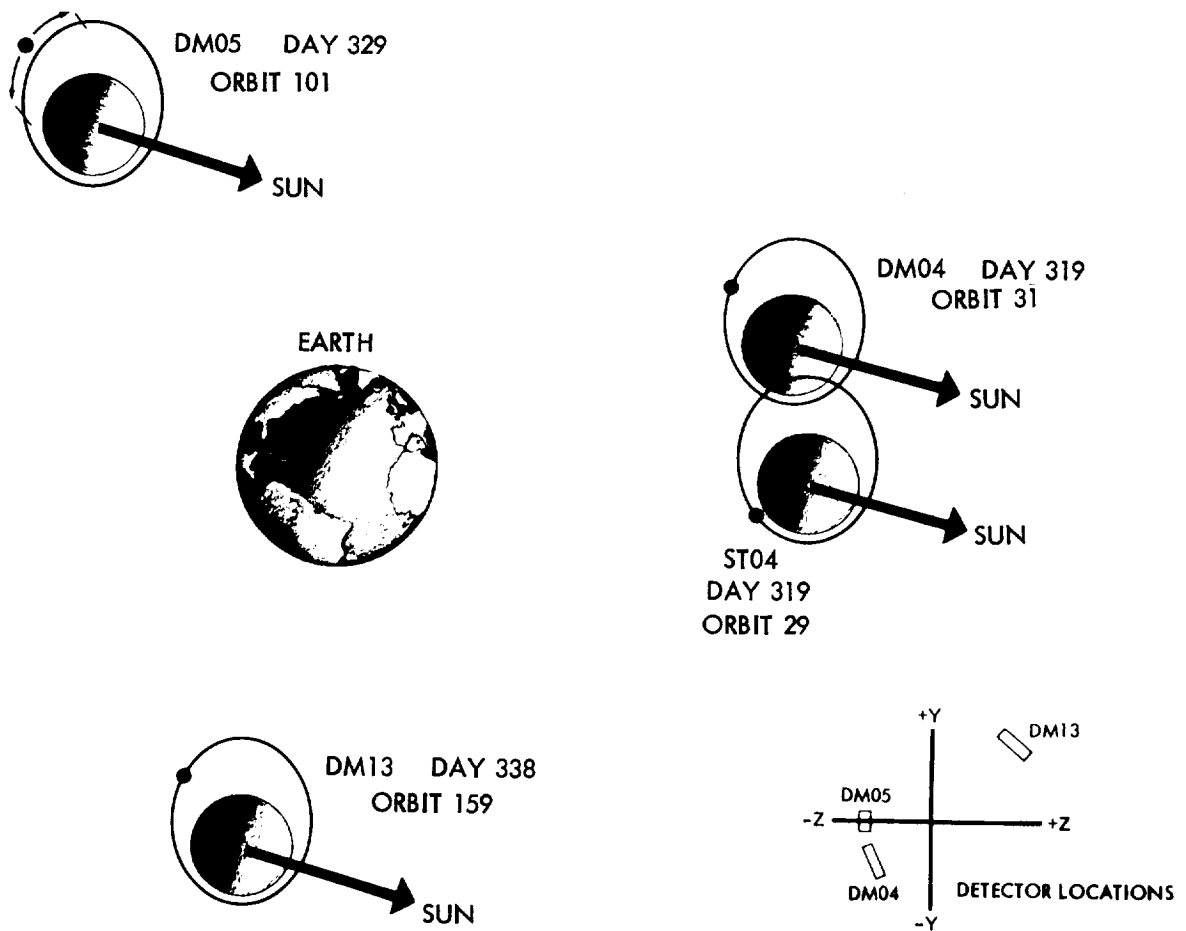 DM05 DAY 329
ORBIT 101
SUN
DM04 DAY 319
ORBIT 31
SUN
EARTH
SUN
ST04
DAY 319
ORBIT 29
DM13 DAY 338
ORBIT 159
SUN
+Y
DM13
DM05
-Z
+Z
DM04
DETECTOR LOCATIONS
-Y